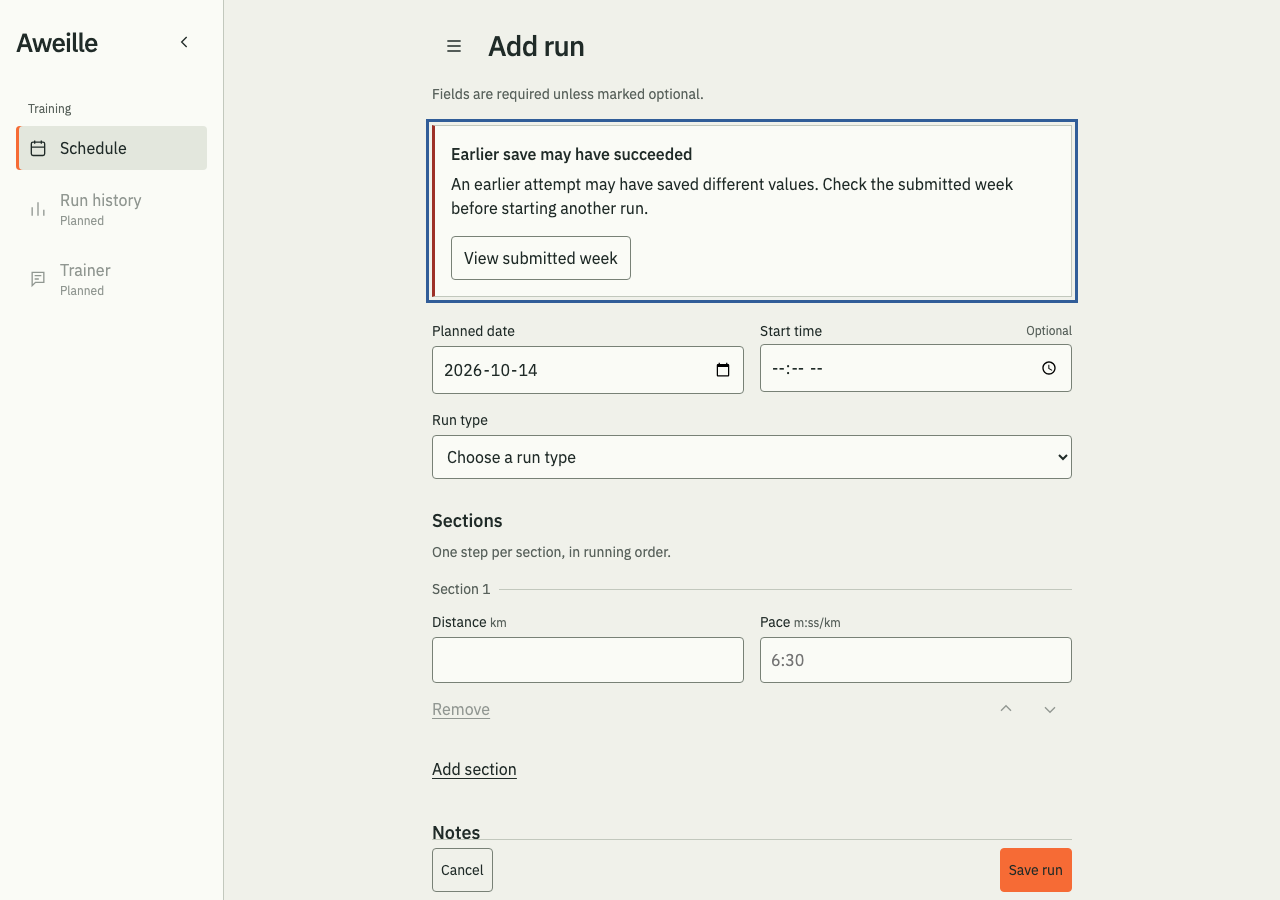 Aweille
Training
Schedule
Run history
Planned
Trainer
Planned
Add run
Fields are required unless marked optional.
Earlier save may have succeeded
An earlier attempt may have saved different values. Check the submitted week
before starting another run.
View submitted week
Planned date
2026-10-14
Start time
Optional
--:-- --
Run type
Choose a run type
Sections
One step per section, in running order.
Section 1
Distance km
Pace m:ss/km
6:30
Remove
Add section
Notes
Cancel
Save run